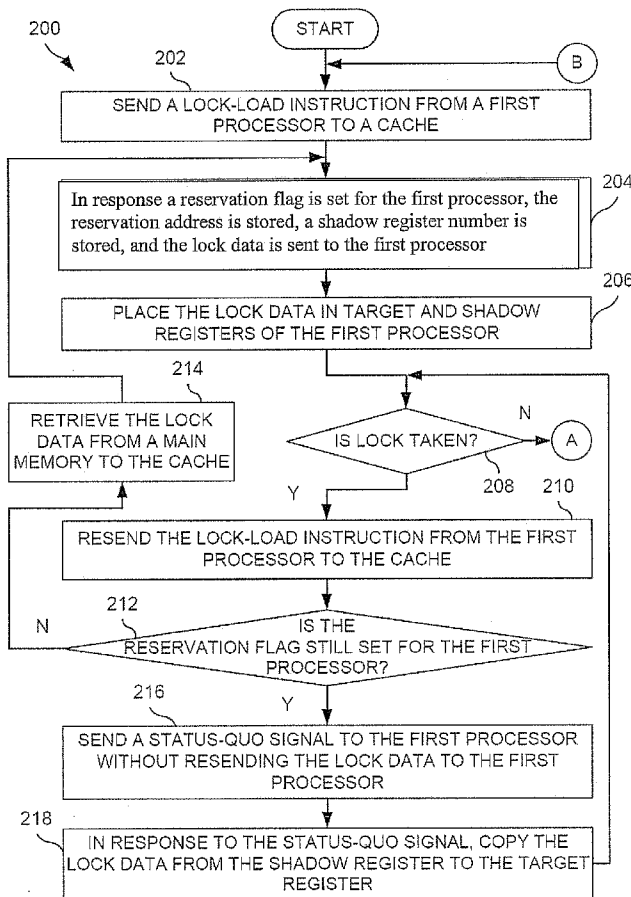 START
200
B
202
SEND A LOCK-LOAD INSTRUCTION FROM A FIRST
PROCESSOR TO A CACHE
204
In response a reservation flag is set for the first processor, the
reservation address is stored, a shadow register number is
stored, and the lock data is sent to the first processor
206
PLACE THE LOCK DATA IN TARGET AND SHADOW
REGISTERS OF THE FIRST PROCESSOR
214
RETRIEVE THE LOCK
DATA FROM A MAIN
MEMORY TO THE CACHE
IS LOCK TAKEN?
N
A
208
Y
210
RESEND THE LOCK-LOAD INSTRUCTION FROM THE FIRST
PROCESSOR TO THE CACHE
212
N
IS THE
RESERVATION FLAG STILL SET FOR THE FIRST
PROCESSOR?
Y
216
SEND A STATUS-QUO SIGNAL TO THE FIRST PROCESSOR
WITHOUT RESENDING THE LOCK DATA TO THE FIRST
PROCESSOR
218
IN RESPONSE TO THE STATUS-QUO SIGNAL, COPY THE
LOCK DATA FROM THE SHADOW REGISTER TO THE TARGET
REGISTER